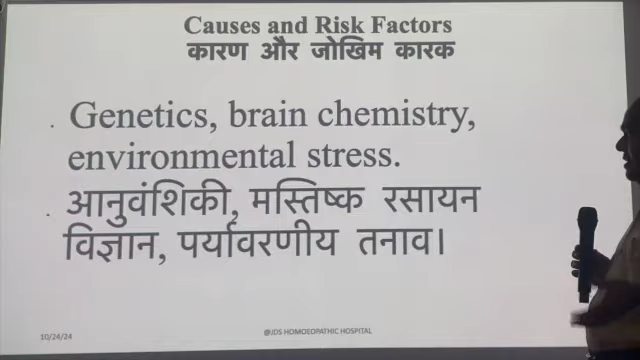 Causes and Risk Factors
कारण और जोखिम कारक
. Genetics, brain chemistry,
environmental stress.
. आनुवंशिकी, मस्तिष्क रसायन
विज्ञान, पर्यावरणीय तनाव।
10/24/24
@JDS HOMOEOPATHIC HOSPITAL